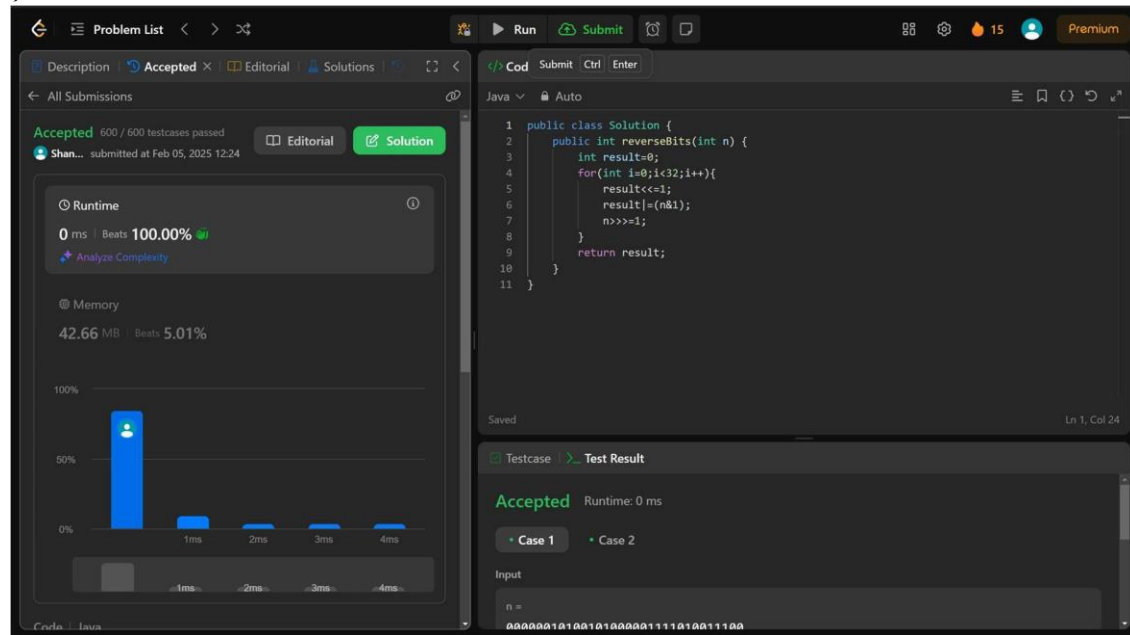 Problem List
Run
Submit
15
Premium
Description
Accepted
Editorial
Solutions
All Submissions
Accepted 600 / 600 testcases passed
Shan... submitted at Feb 05, 2025 12:24
Editorial
Solution
Runtime
0 ms Beats 100.00%
Analyze Complexity
Memory
42.66 MB Beats 5.01%
100%
50%
0%
1ms 2ms 3ms 4ms
1ms 2ms 3ms 4ms
Code Java
</> Cod
Submit Ctrl Enter
Java Auto
1 public class Solution {
2 public int reverseBits(int n) {
3 int result=0;
4 for(int i=0;i<32;i++){
5 result<<=1;
6 result|=(n&1);
7 n>>>=1;
8 }
9 return result;
10 }
11 }
Saved
Ln 1, Col 24
Testcase
>_ Test Result
Accepted Runtime: 0 ms
• Case 1 • Case 2
Input
n =
00000010100101000001111010011100